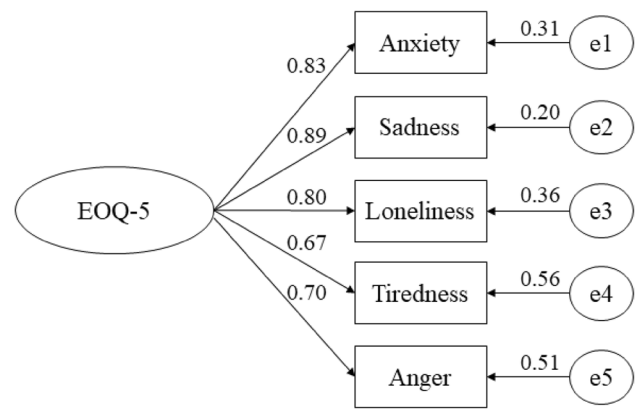 0.31
Anxiety
e1
0.83
0.20
Sadness
e2
0.89
EOQ-5
0.80
Loneliness
0.36
e3
0.67
Tiredness
0.56
e4
0.70
Anger
0.51
e5